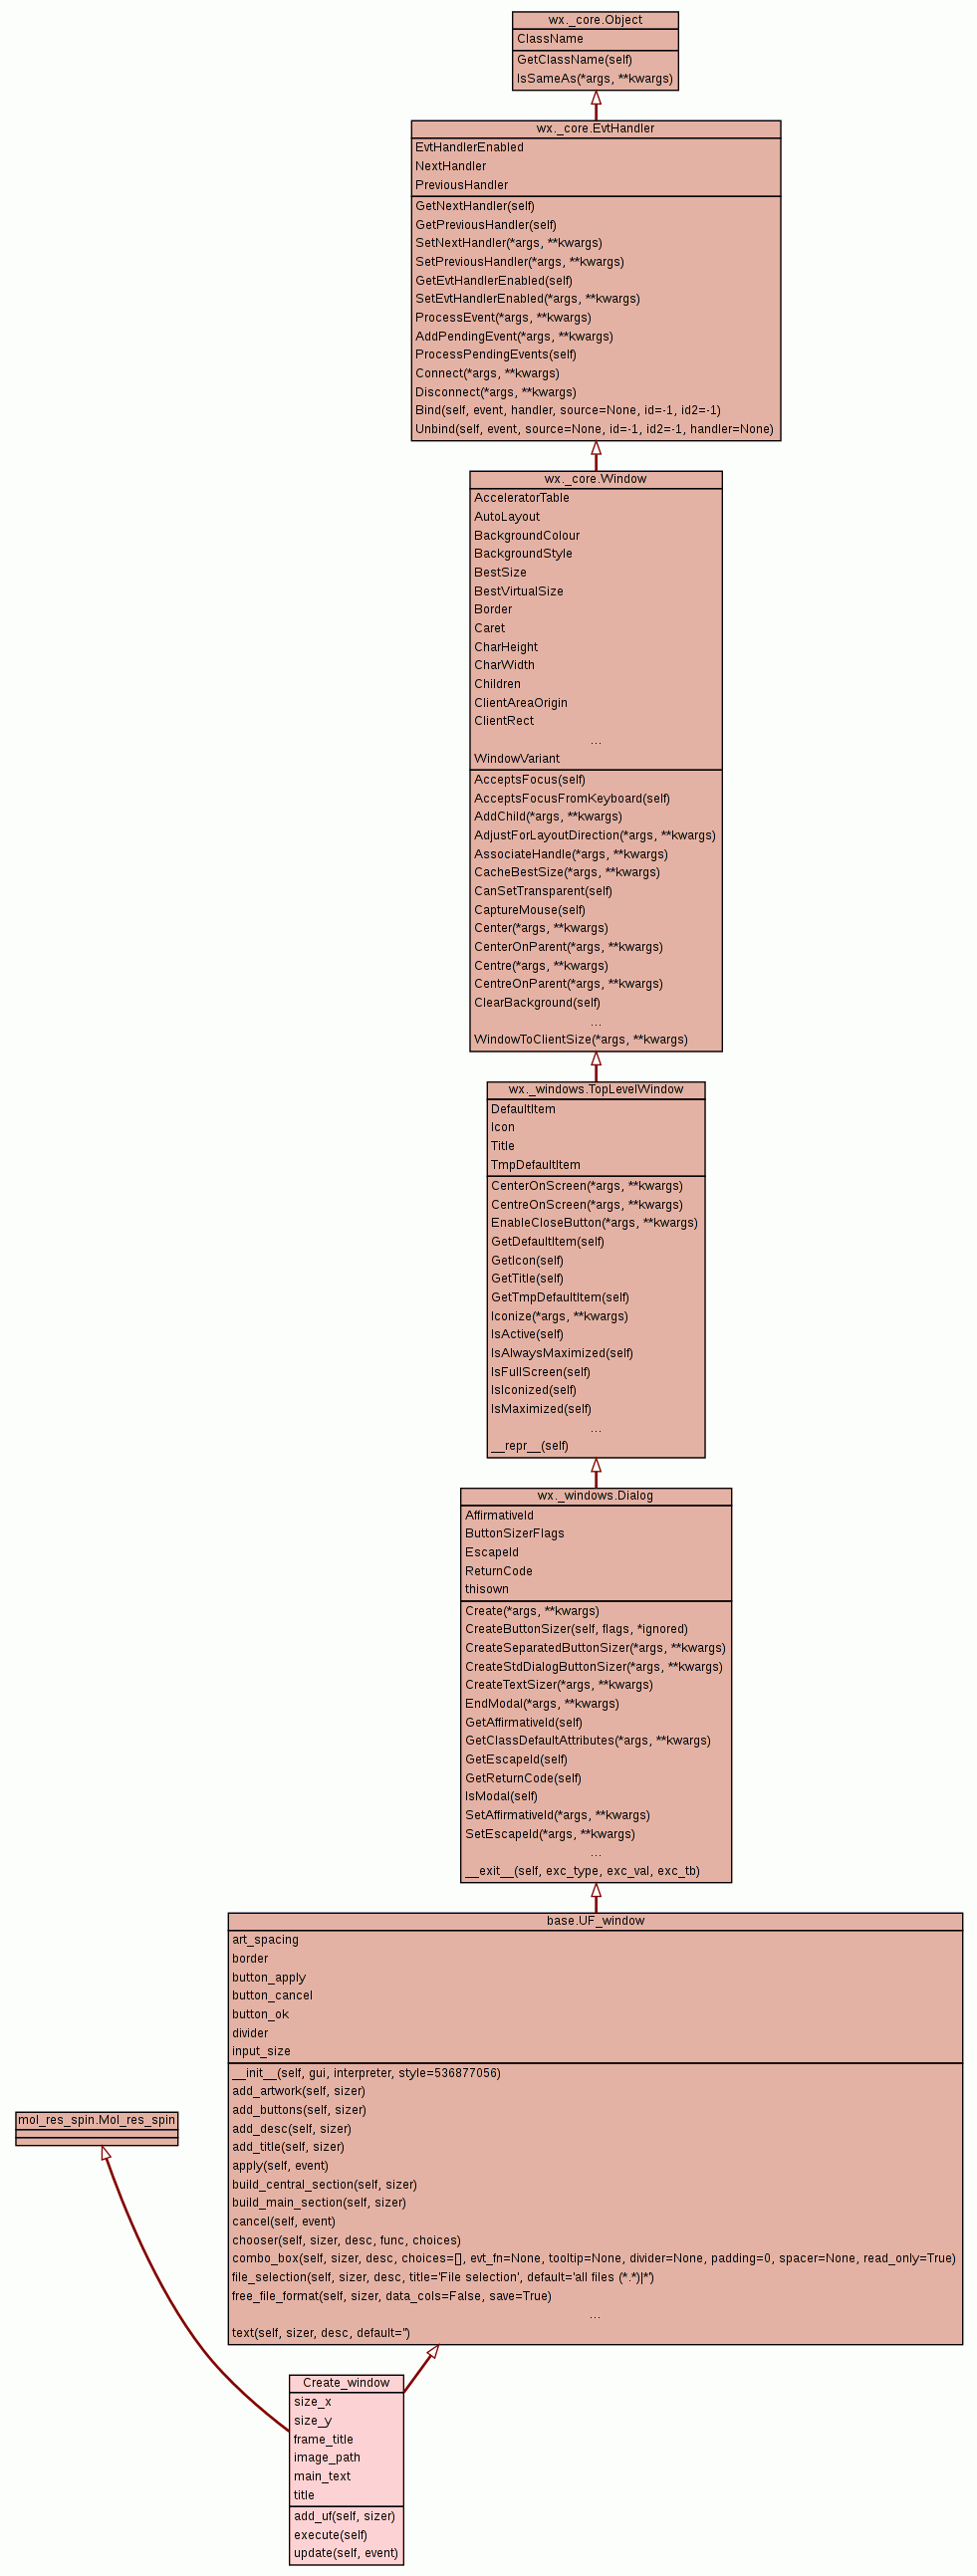 wx._core.Object
ClassName
GetClassName(self)
IsSameAs(*args, **kwargs)
wx._core.EvtHandler
EvtHandlerEnabled
NextHandler
PreviousHandler
GetNextHandler(self)
GetPreviousHandler(self)
SetNextHandler(*args, **kwargs)
SetPreviousHandler(*args, **kwargs)
GetEvtHandlerEnabled(self)
SetEvtHandlerEnabled(*args, **kwargs)
ProcessEvent(*args, **kwargs)
AddPendingEvent(*args, **kwargs)
ProcessPendingEvents(self)
Connect(*args, **kwargs)
Disconnect(*args, **kwargs)
Bind(self, event, handler, source=None, id=-1, id2=-1)
Unbind(self, event, source=None, id=-1, id2=-1, handler=None)
wx._core.Window
AcceleratorTable
AutoLayout
BackgroundColour
BackgroundStyle
BestSize
BestVirtualSize
Border
Caret
CharHeight
CharWidth
Children
ClientAreaOrigin
ClientRect
...
WindowVariant
AcceptsFocus(self)
AcceptsFocusFromKeyboard(self)
AddChild(*args, **kwargs)
AdjustForLayoutDirection(*args, **kwargs)
AssociateHandle(*args, **kwargs)
CacheBestSize(*args, **kwargs)
CanSetTransparent(self)
CaptureMouse(self)
Center(*args, **kwargs)
CenterOnParent(*args, **kwargs)
Centre(*args, **kwargs)
CentreOnParent(*args, **kwargs)
ClearBackground(self)
...
WindowToClientSize(*args, **kwargs)
wx._windows.TopLevelWindow
DefaultItem
Icon
Title
TmpDefaultItem
CenterOnScreen(*args, **kwargs)
CentreOnScreen(*args, **kwargs)
EnableCloseButton(*args, **kwargs)
GetDefaultItem(self)
GetIcon(self)
GetTitle(self)
GetTmpDefaultItem(self)
Iconize(*args, **kwargs)
IsActive(self)
IsAlwaysMaximized(self)
IsFullScreen(self)
IsIconized(self)
IsMaximized(self)
...
__repr__(self)
wx._windows.Dialog
AffirmativeId
ButtonSizerFlags
EscapeId
ReturnCode
thisown
Create(*args, **kwargs)
CreateButtonSizer(self, flags, *ignored)
CreateSeparatedButtonSizer(*args, **kwargs)
CreateStdDialogButtonSizer(*args, **kwargs)
CreateTextSizer(*args, **kwargs)
EndModal(*args, **kwargs)
GetAffirmativeId(self)
GetClassDefaultAttributes(*args, **kwargs)
GetEscapeId(self)
GetReturnCode(self)
IsModal(self)
SetAffirmativeId(*args, **kwargs)
SetEscapeId(*args, **kwargs)
...
__exit__(self, exc_type, exc_val, exc_tb)
base.UF_window
art_spacing
border
button_apply
button_cancel
button_ok
divider
input_size
__init__(self, gui, interpreter, style=536877056)
add_artwork(self, sizer)
add_buttons(self, sizer)
add_desc(self, sizer)
add_title(self, sizer)
apply(self, event)
build_central_section(self, sizer)
build_main_section(self, sizer)
cancel(self, event)
chooser(self, sizer, desc, func, choices)
combo_box(self, sizer, desc, choices=[], evt_fn=None, tooltip=None, divider=None, padding=0, spacer=None, read_only=True)
file_selection(self, sizer, desc, title='File selection', default='all files (*.*)|*')
free_file_format(self, sizer, data_cols=False, save=True)
...
text(self, sizer, desc, default='')
mol_res_spin.Mol_res_spin
Create_window
size_x
size_y
frame_title
image_path
main_text
title
add_uf(self, sizer)
execute(self)
update(self, event)